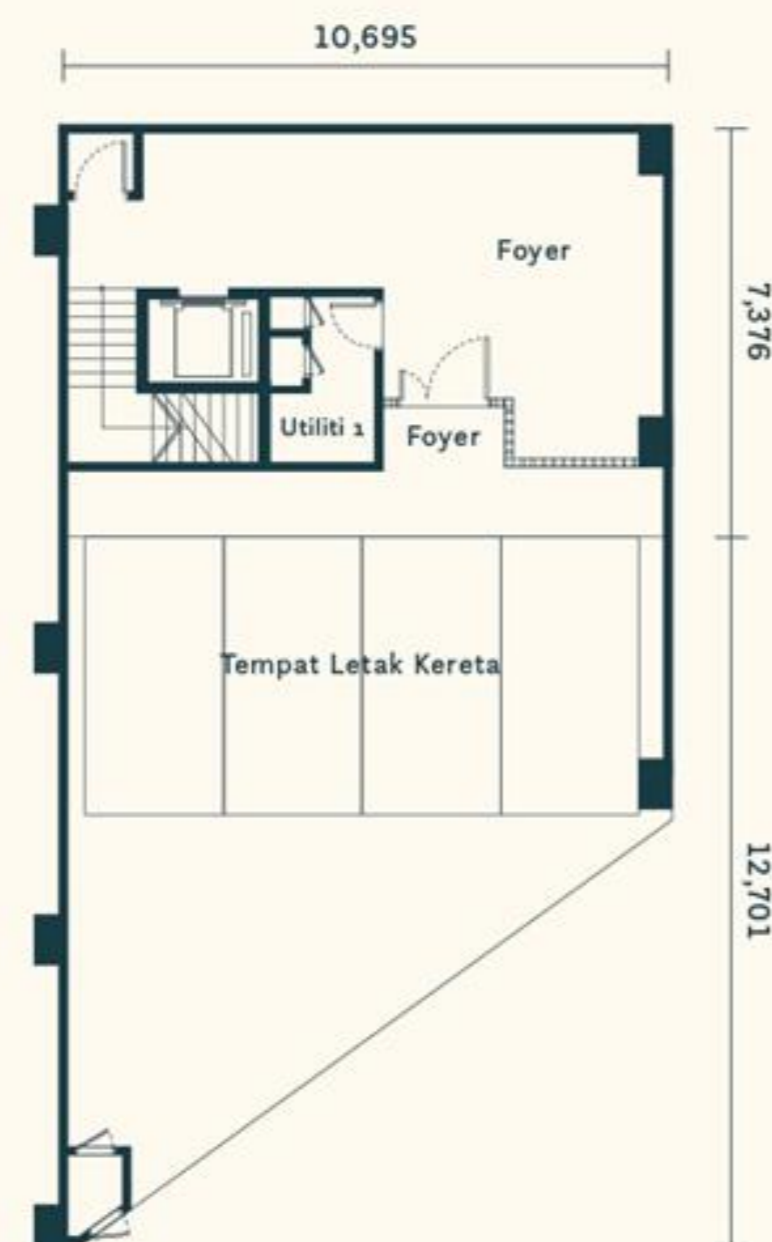 10,695
Foyer
7,376
Utiliti 1
Foyer
Tempat Letak Kereta
12,701